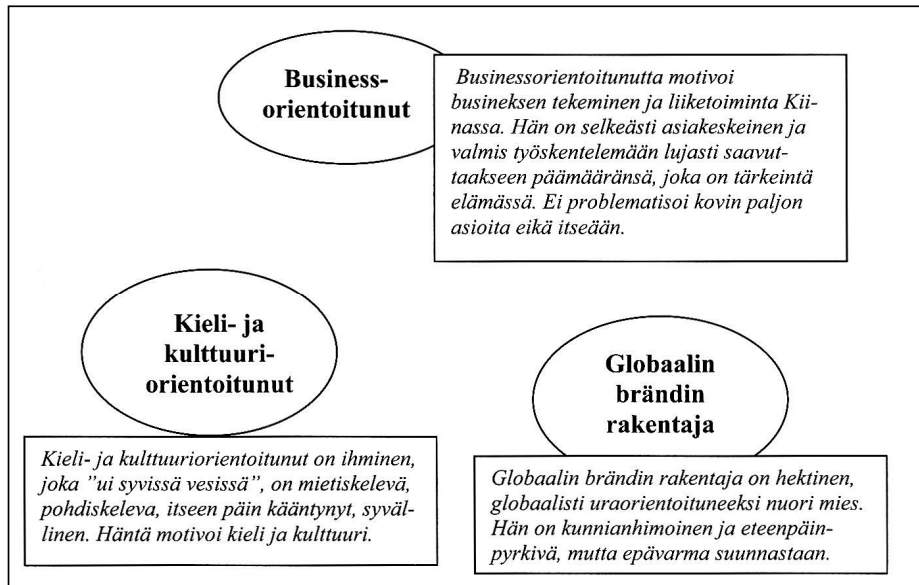 Business-
orientoitunut
Businessorientoitunutta motivoi
busineksen tekeminen ja liiketoiminta Kii-
nassa. Hän on selkeästi asiakeskeinen ja
valmis työskentelemään lujasti saavut-
taakseen päämääränsä, joka on tärkeintä
elämässä. Ei problematisoi kovin paljon
asioita eikä itseään.
Kieli- ja
kulttuuri-
orientoitunut
Kieli- ja kulttuuriorientoitunut on ihminen,
joka ”ui syvissä vesissä”, on mietiskelevä,
pohdiskeleva, itseen päin kääntynyt, syväl-
linen. Häntä motivoi kieli ja kulttuuri.
Globaalin
brändin
rakentaja
Globaalin brändin rakentaja on hektinen,
globaalisti uraorientoituneeksi nuori mies.
Hän on kunnianhimoinen ja eteenpäin-
pyrkivä, mutta epävarma suunnastaan.